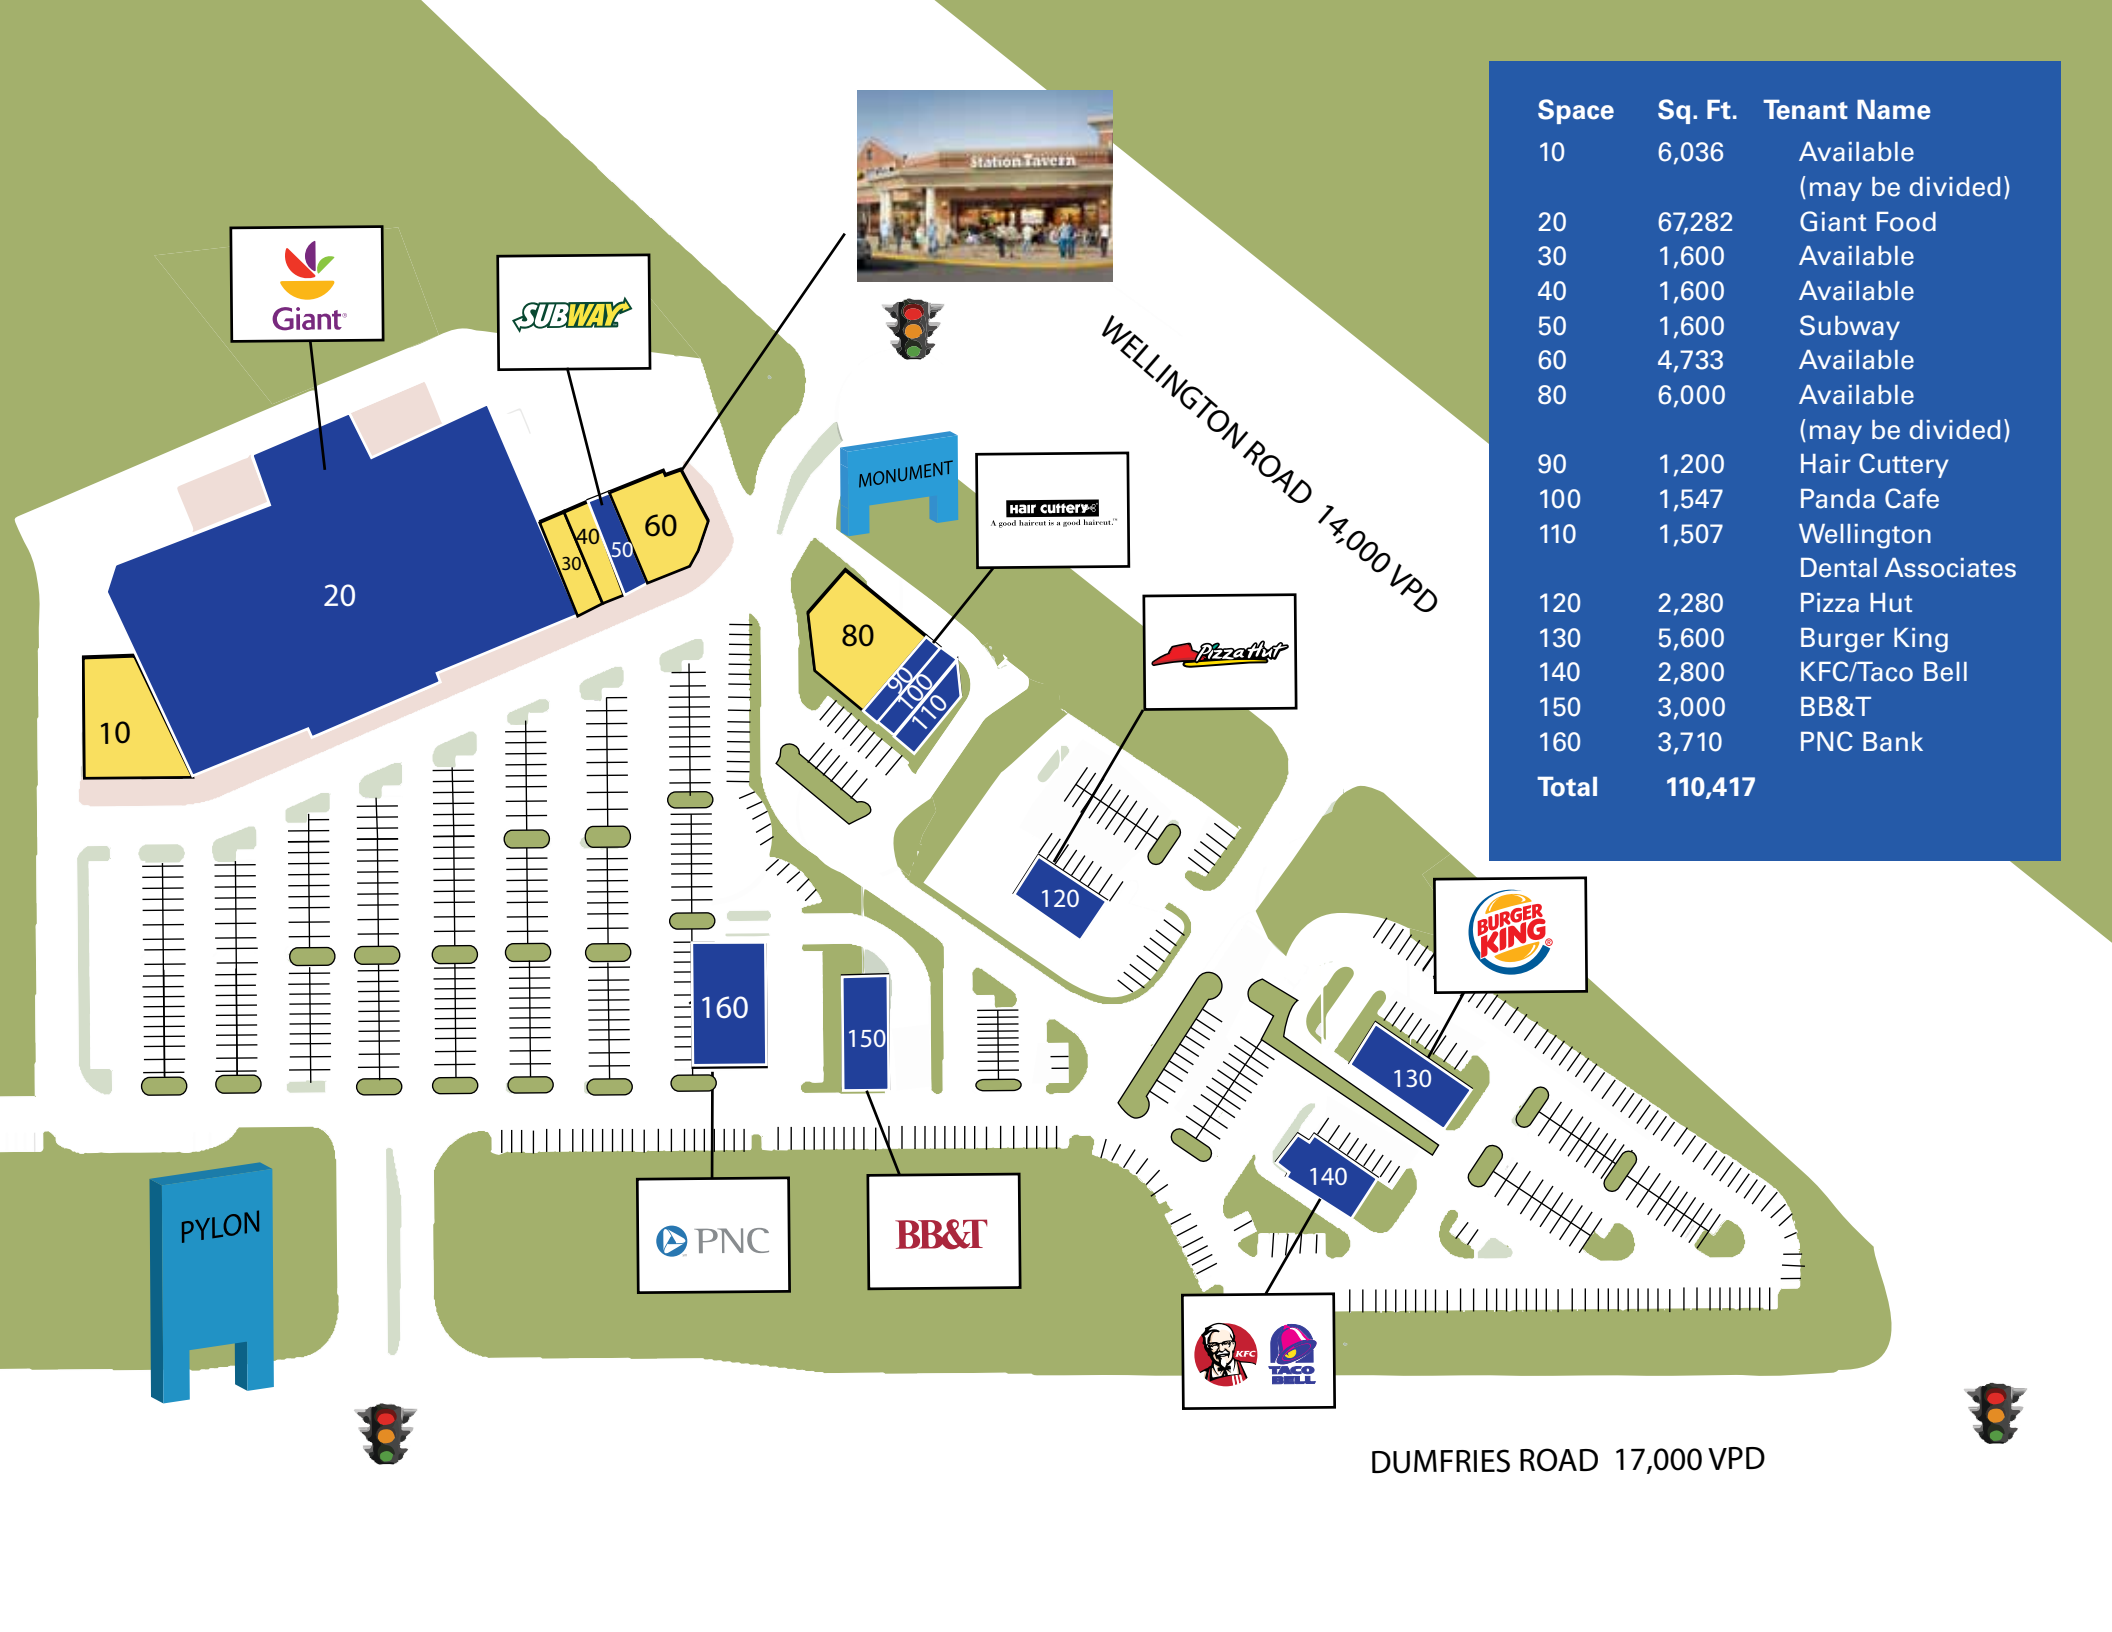 Station Tavern
Giant
SUBWAY
WELLINGTON ROAD 14,000 VPD
MONUMENT
Hair Cuttery
A good haircut is a good haircut.™
Pizza Hut
BURGER
KING®
10
20
30
40
50
60
80
90
100
110
120
130
140
150
160
PYLON
PNC
BB&T
KFC
TACO
BELL
DUMFRIES ROAD 17,000 VPD
Space Sq. Ft. Tenant Name
10 6,036 Available
(may be divided)
20 67,282 Giant Food
30 1,600 Available
40 1,600 Available
50 1,600 Subway
60 4,733 Available
80 6,000 Available
(may be divided)
90 1,200 Hair Cuttery
100 1,547 Panda Cafe
110 1,507 Wellington
Dental Associates
120 2,280 Pizza Hut
130 5,600 Burger King
140 2,800 KFC/Taco Bell
150 3,000 BB&T
160 3,710 PNC Bank
Total 110,417